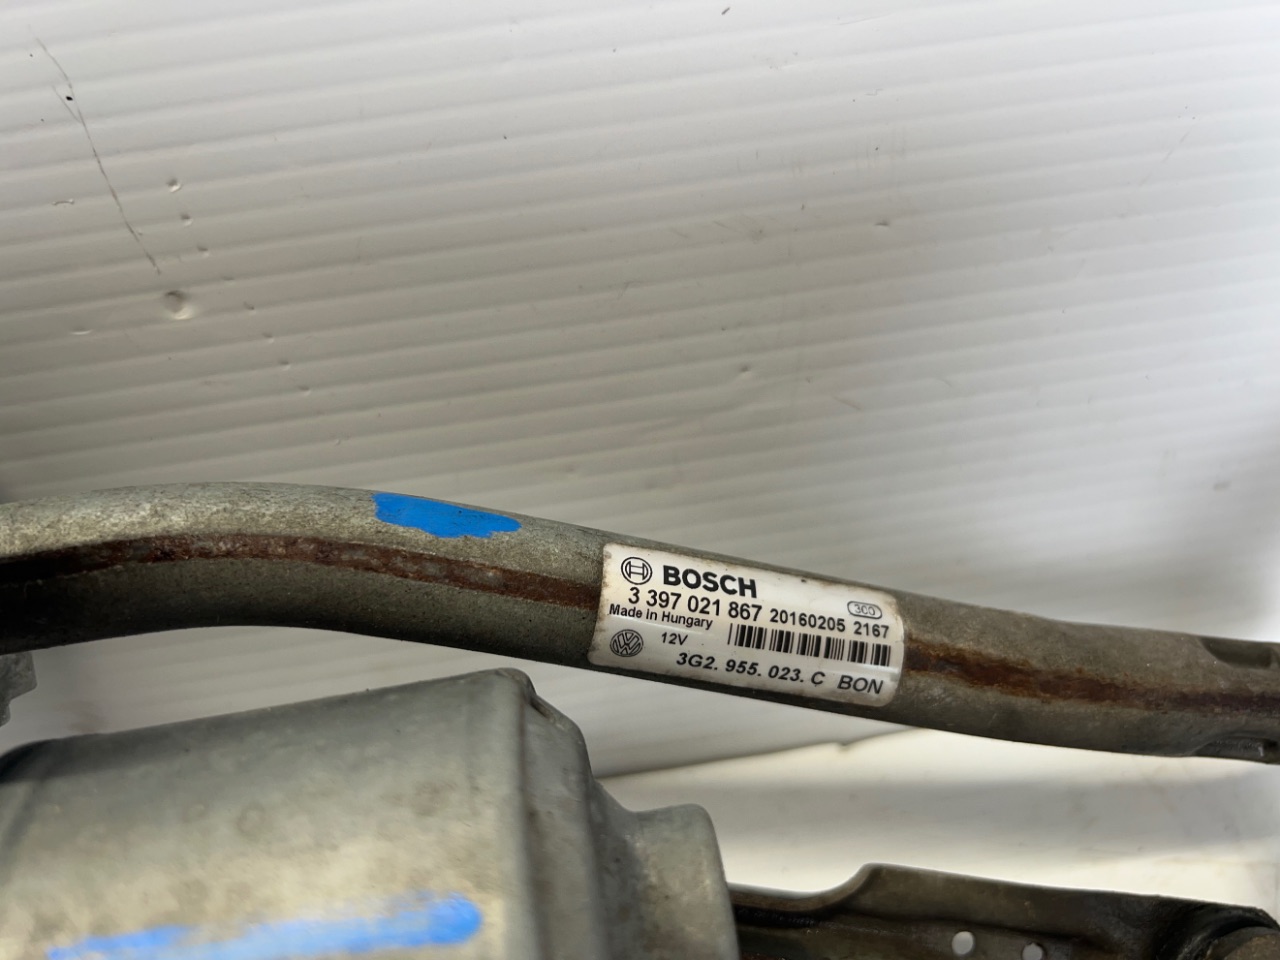 BOSCH
3 397 021 867 20160205 2167
3C0
Made in Hungary
12V
3G2. 955. 023. C BON